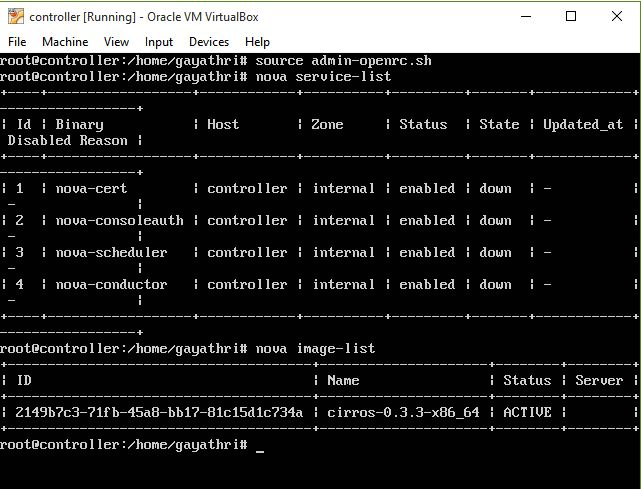 controller [Running] - Oracle VM VirtualBox
File Machine View Input Devices Help
root@controller:/home/gayathri# source admin-openrc.sh
root@controller:/home/gayathri# nova service-list
+----+------------------+------------+----------+---------+-------+------------+
-----------------+
| Id | Binary           | Host       | Zone     | Status  | State | Updated_at |
 Disabled Reason |
+----+------------------+------------+----------+---------+-------+------------+
-----------------+
| 1  | nova-cert        | controller | internal | enabled | down  | -          |
 -               |
| 2  | nova-consoleauth | controller | internal | enabled | down  | -          |
 -               |
| 3  | nova-scheduler   | controller | internal | enabled | down  | -          |
 -               |
| 4  | nova-conductor   | controller | internal | enabled | down  | -          |
 -               |
+----+------------------+------------+----------+---------+-------+------------+
-----------------+
root@controller:/home/gayathri# nova image-list
+--------------------------------------+---------------------+--------+--------+
| ID                                   | Name                | Status | Server |
+--------------------------------------+---------------------+--------+--------+
| 2149b7c3-71fb-45a8-bb17-81c15d1c734a | cirros-0.3.3-x86_64 | ACTIVE |        |
+--------------------------------------+---------------------+--------+--------+
root@controller:/home/gayathri# _